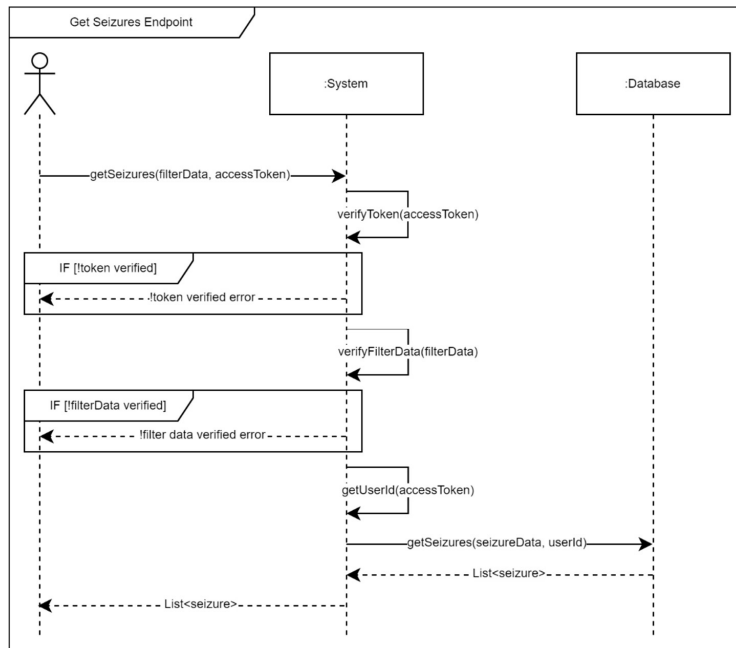 Get Seizures Endpoint
:System
:Database
getSeizures(filterData, accessToken)
verifyToken(accessToken)
IF [!token verified]
!token verified error
verifyFilterData(filterData)
IF [!filterData verified]
!filter data verified error
getUserId(accessToken)
getSeizures(seizureData, userId)
List<seizure>
List<seizure>